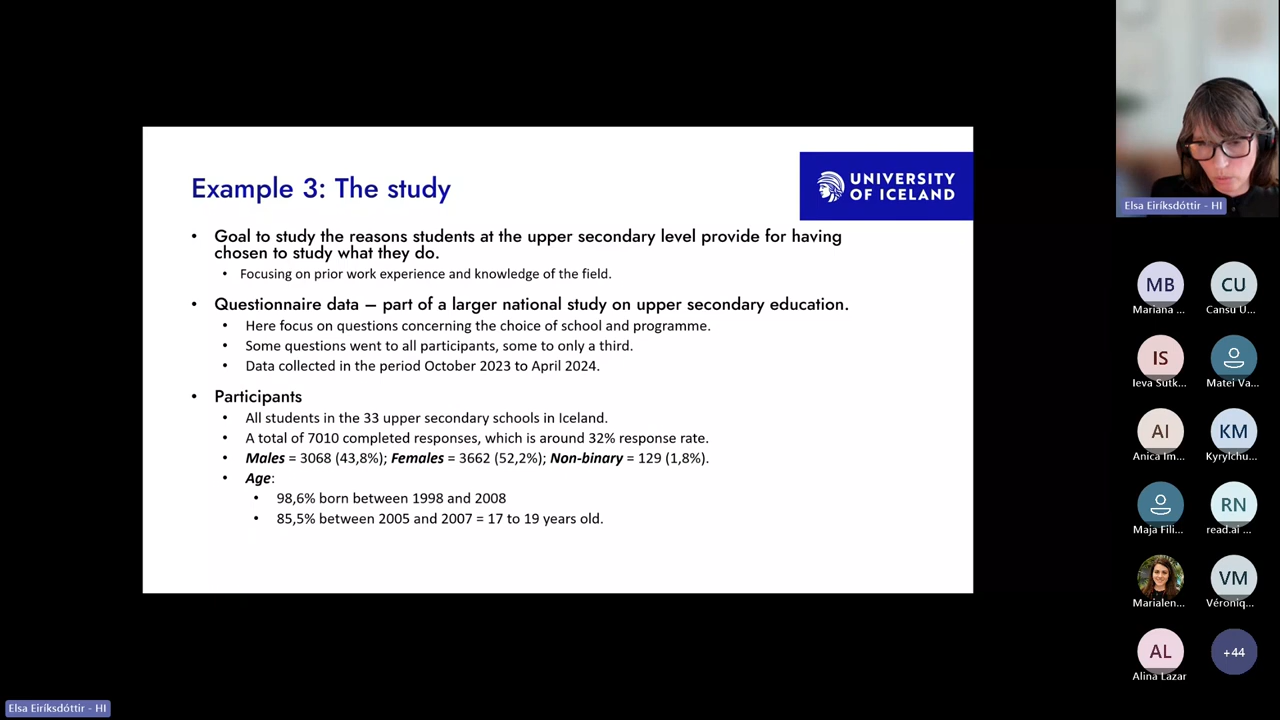 Example 3: The study
UNIVERSITY
OF ICELAND
• Goal to study the reasons students at the upper secondary level provide for having
chosen to study what they do.
• Focusing on prior work experience and knowledge of the field.
• Questionnaire data – part of a larger national study on upper secondary education.
• Here focus on questions concerning the choice of school and programme.
• Some questions went to all participants, some to only a third.
• Data collected in the period October 2023 to April 2024.
• Participants
• All students in the 33 upper secondary schools in Iceland.
• A total of 7010 completed responses, which is around 32% response rate.
• Males = 3068 (43,8%); Females = 3662 (52,2%); Non-binary = 129 (1,8%).
• Age:
• 98,6% born between 1998 and 2008
• 85,5% between 2005 and 2007 = 17 to 19 years old.
Elsa Eiríksdóttir - HI
MB
Mariana ...
CU
Cansu U...
IS
Ieva Sutk...
Matei Va...
AI
Anica Im...
KM
Kyrylchu...
Maja Fili...
RN
read.ai ...
Marialen...
VM
Véroniq...
AL
Alina Lazar
+44
Elsa Eiríksdóttir - HI